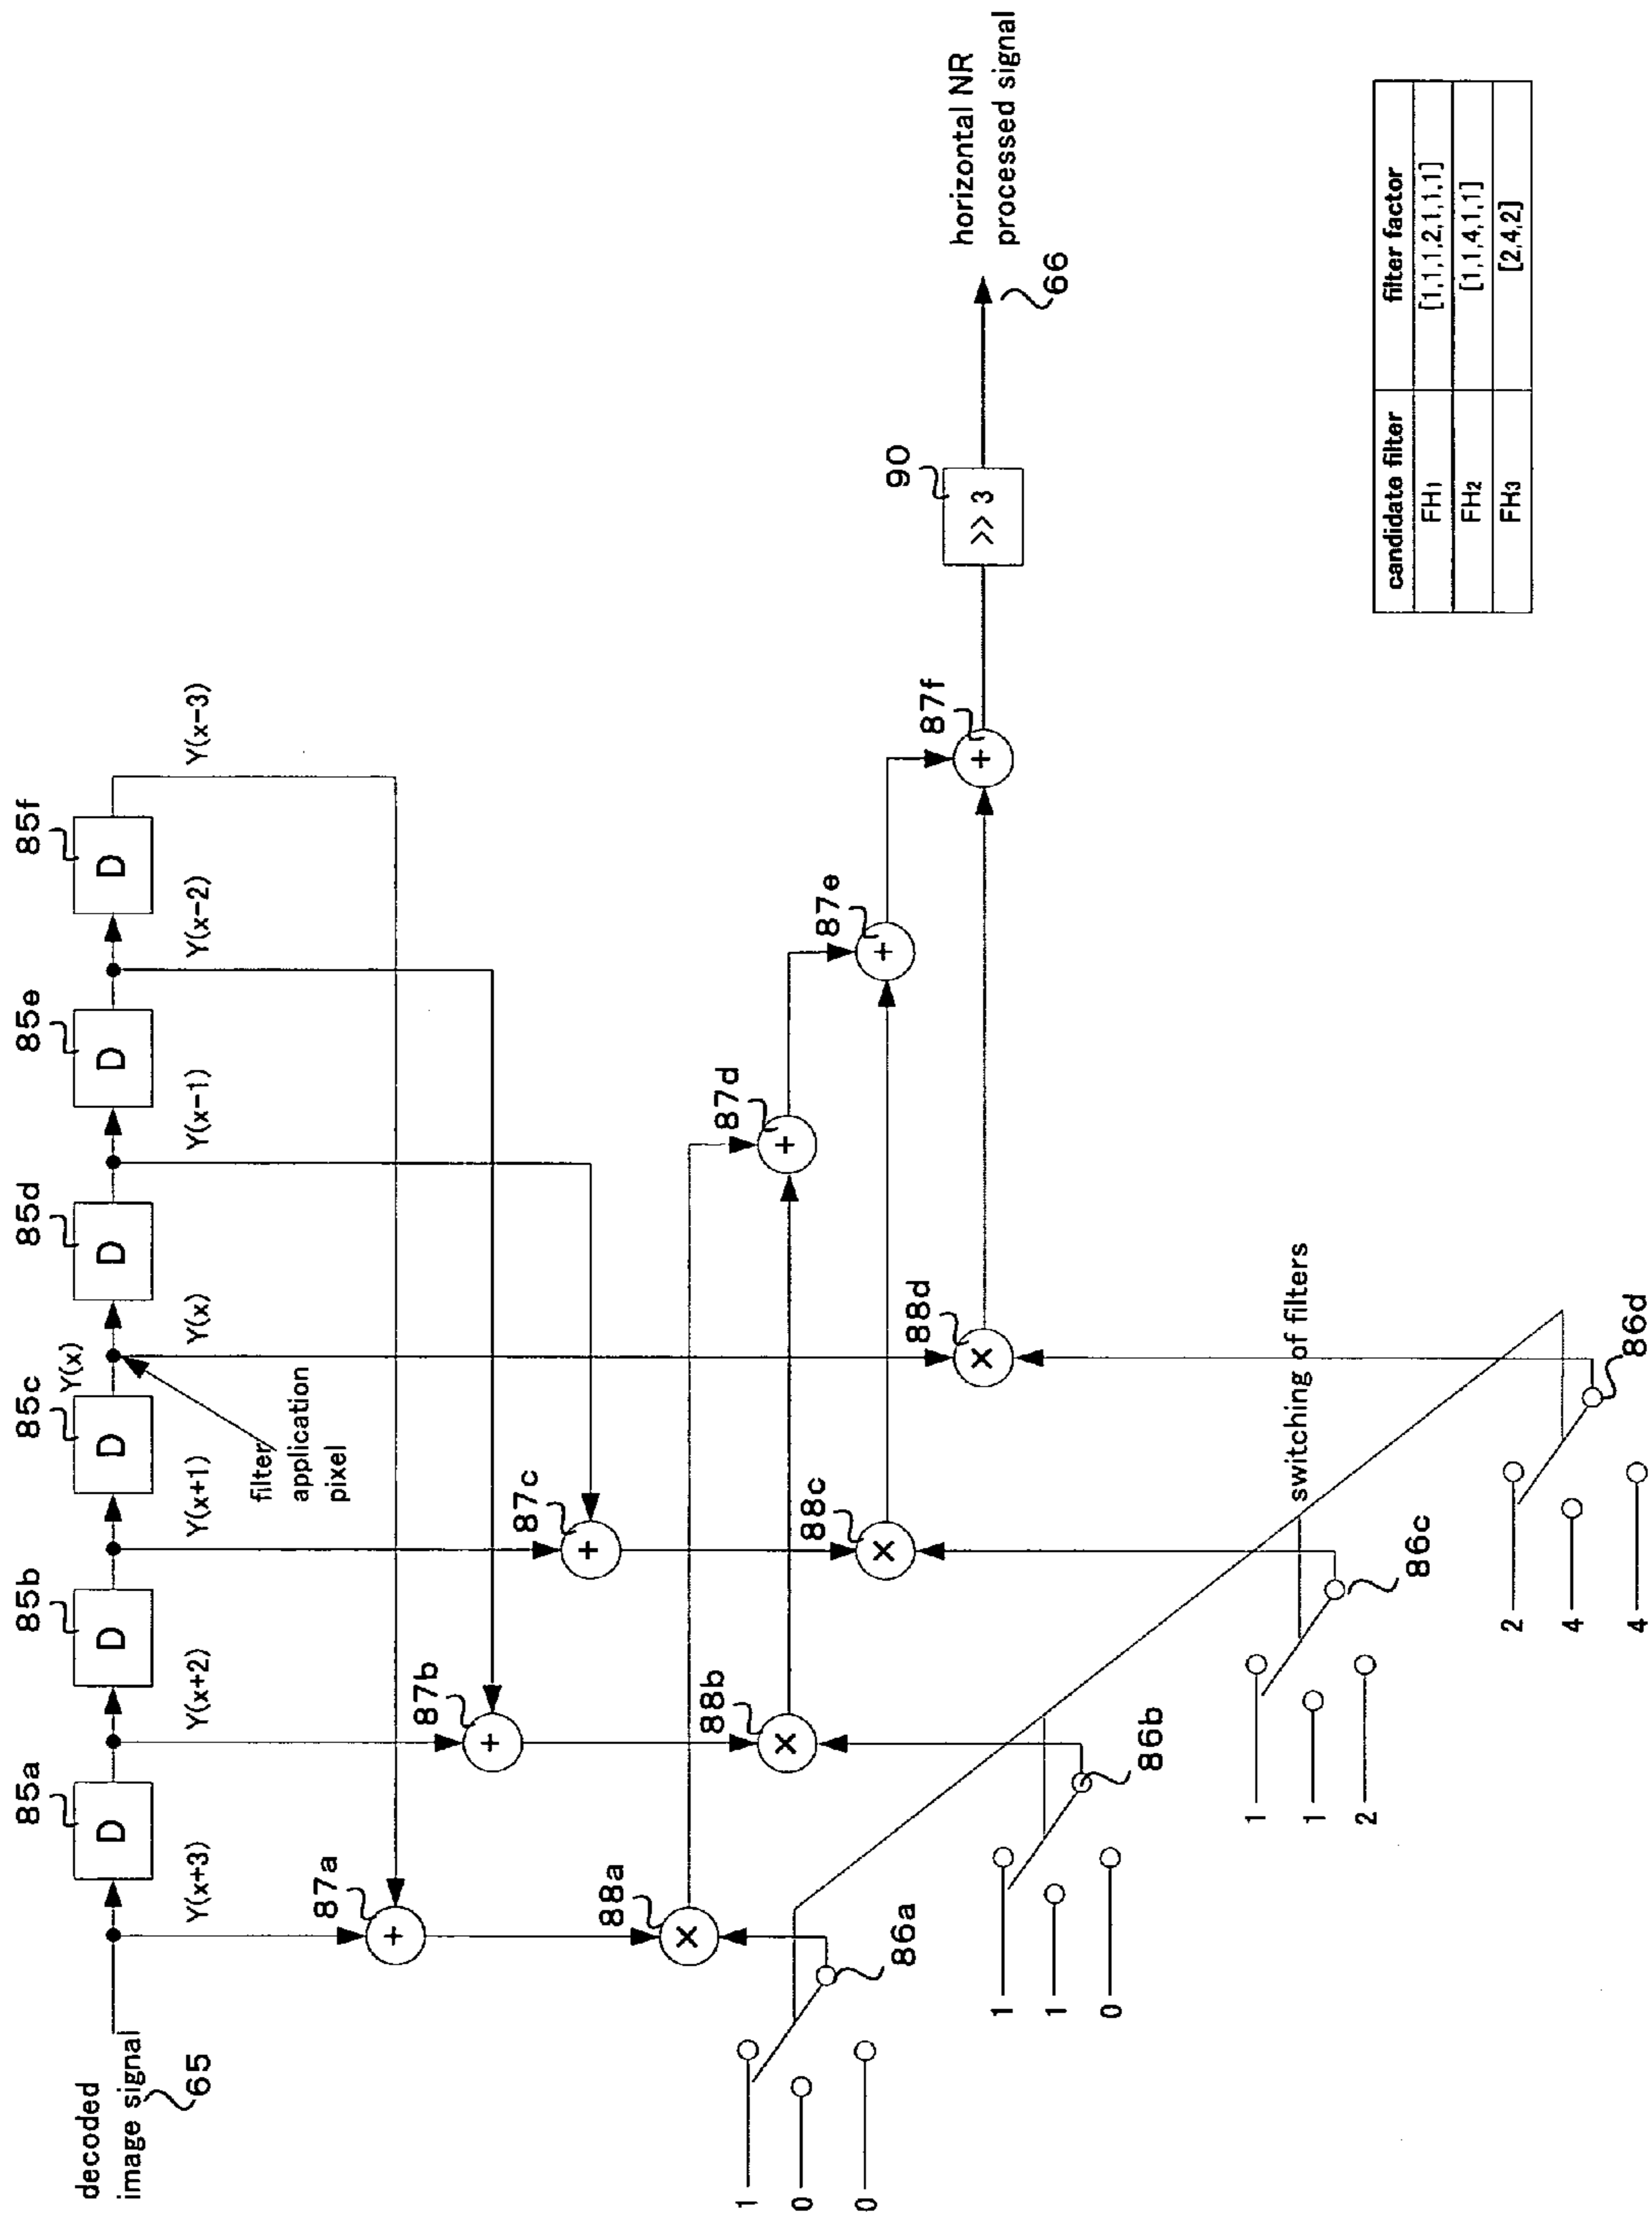 decoded
image signal
65
Y(x+3)
85a
D
Y(x+2)
85b
D
Y(x+1)
85c
D
Y(x)
Y(x)
filter
application
pixel
85d
D
Y(x−1)
85e
D
Y(x−2)
85f
D
Y(x−3)
87a
+
87b
+
87c
+
88a
×
88b
×
88c
×
88d
×
87d
+
87e
+
87f
+
90
>> 3
66
horizontal NR
processed signal
1
0
0
86a
1
1
0
86b
1
1
2
86c
switching of filters
2
4
4
86d
candidate filter filter factor
FH1 [1,1,1,2,1,1,1]
FH2 [1,1,4,1,1]
FH3 [2,4,2]